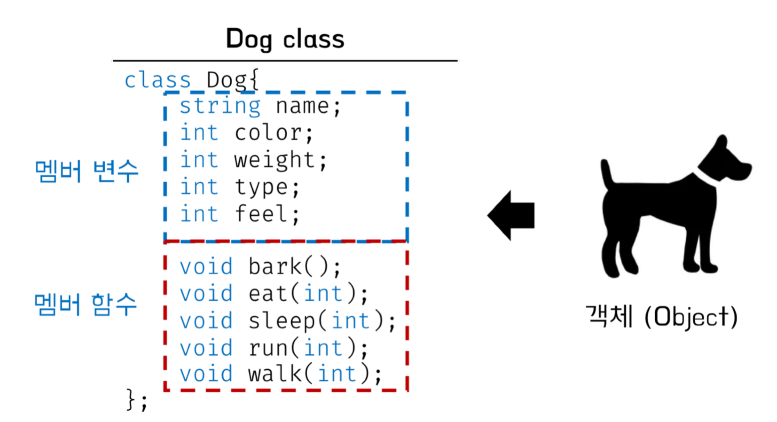 Dog class
class Dog{
string name;
int color;
int weight;
int type;
int feel;
멤버 변수
void bark();
void eat(int);
void sleep(int);
void run(int);
void walk(int);
멤버 함수
};
객체 (Object)